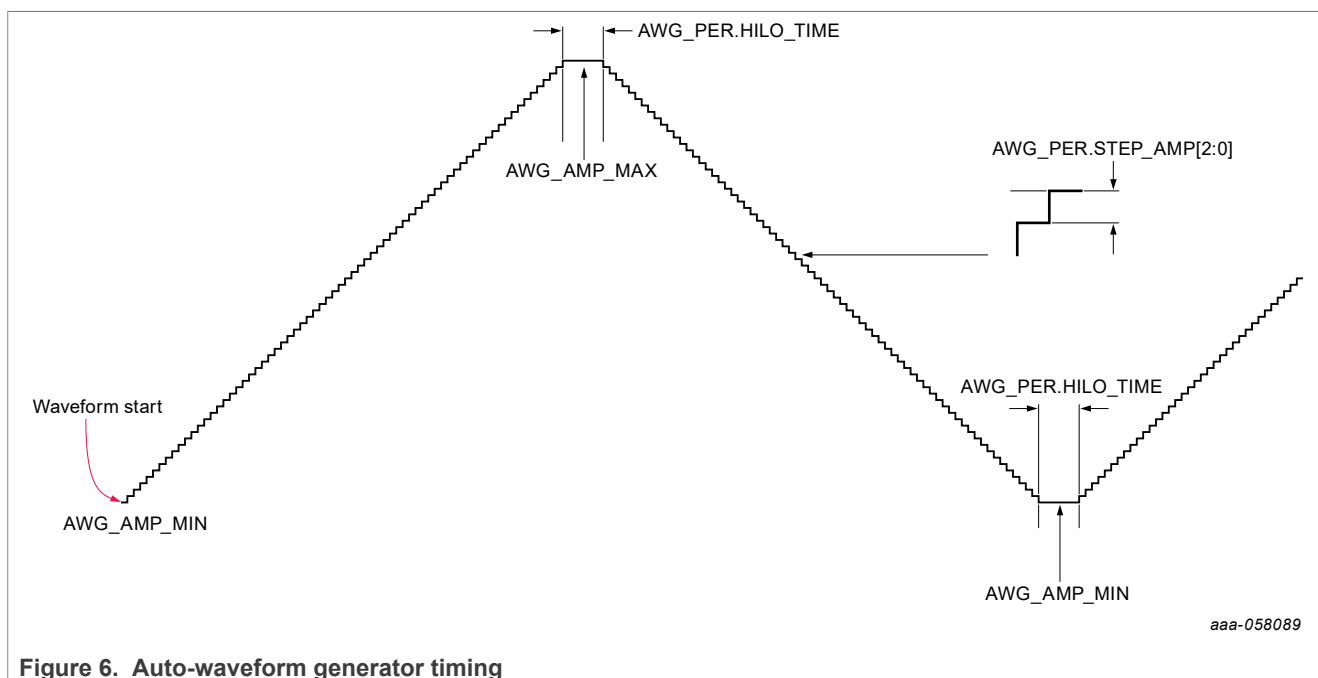 AWG_PER.HILO_TIME
AWG_AMP_MAX
AWG_PER.STEP_AMP[2:0]
Waveform start
AWG_AMP_MIN
AWG_PER.HILO_TIME
AWG_AMP_MIN
aaa-058089
Figure 6. Auto-waveform generator timing